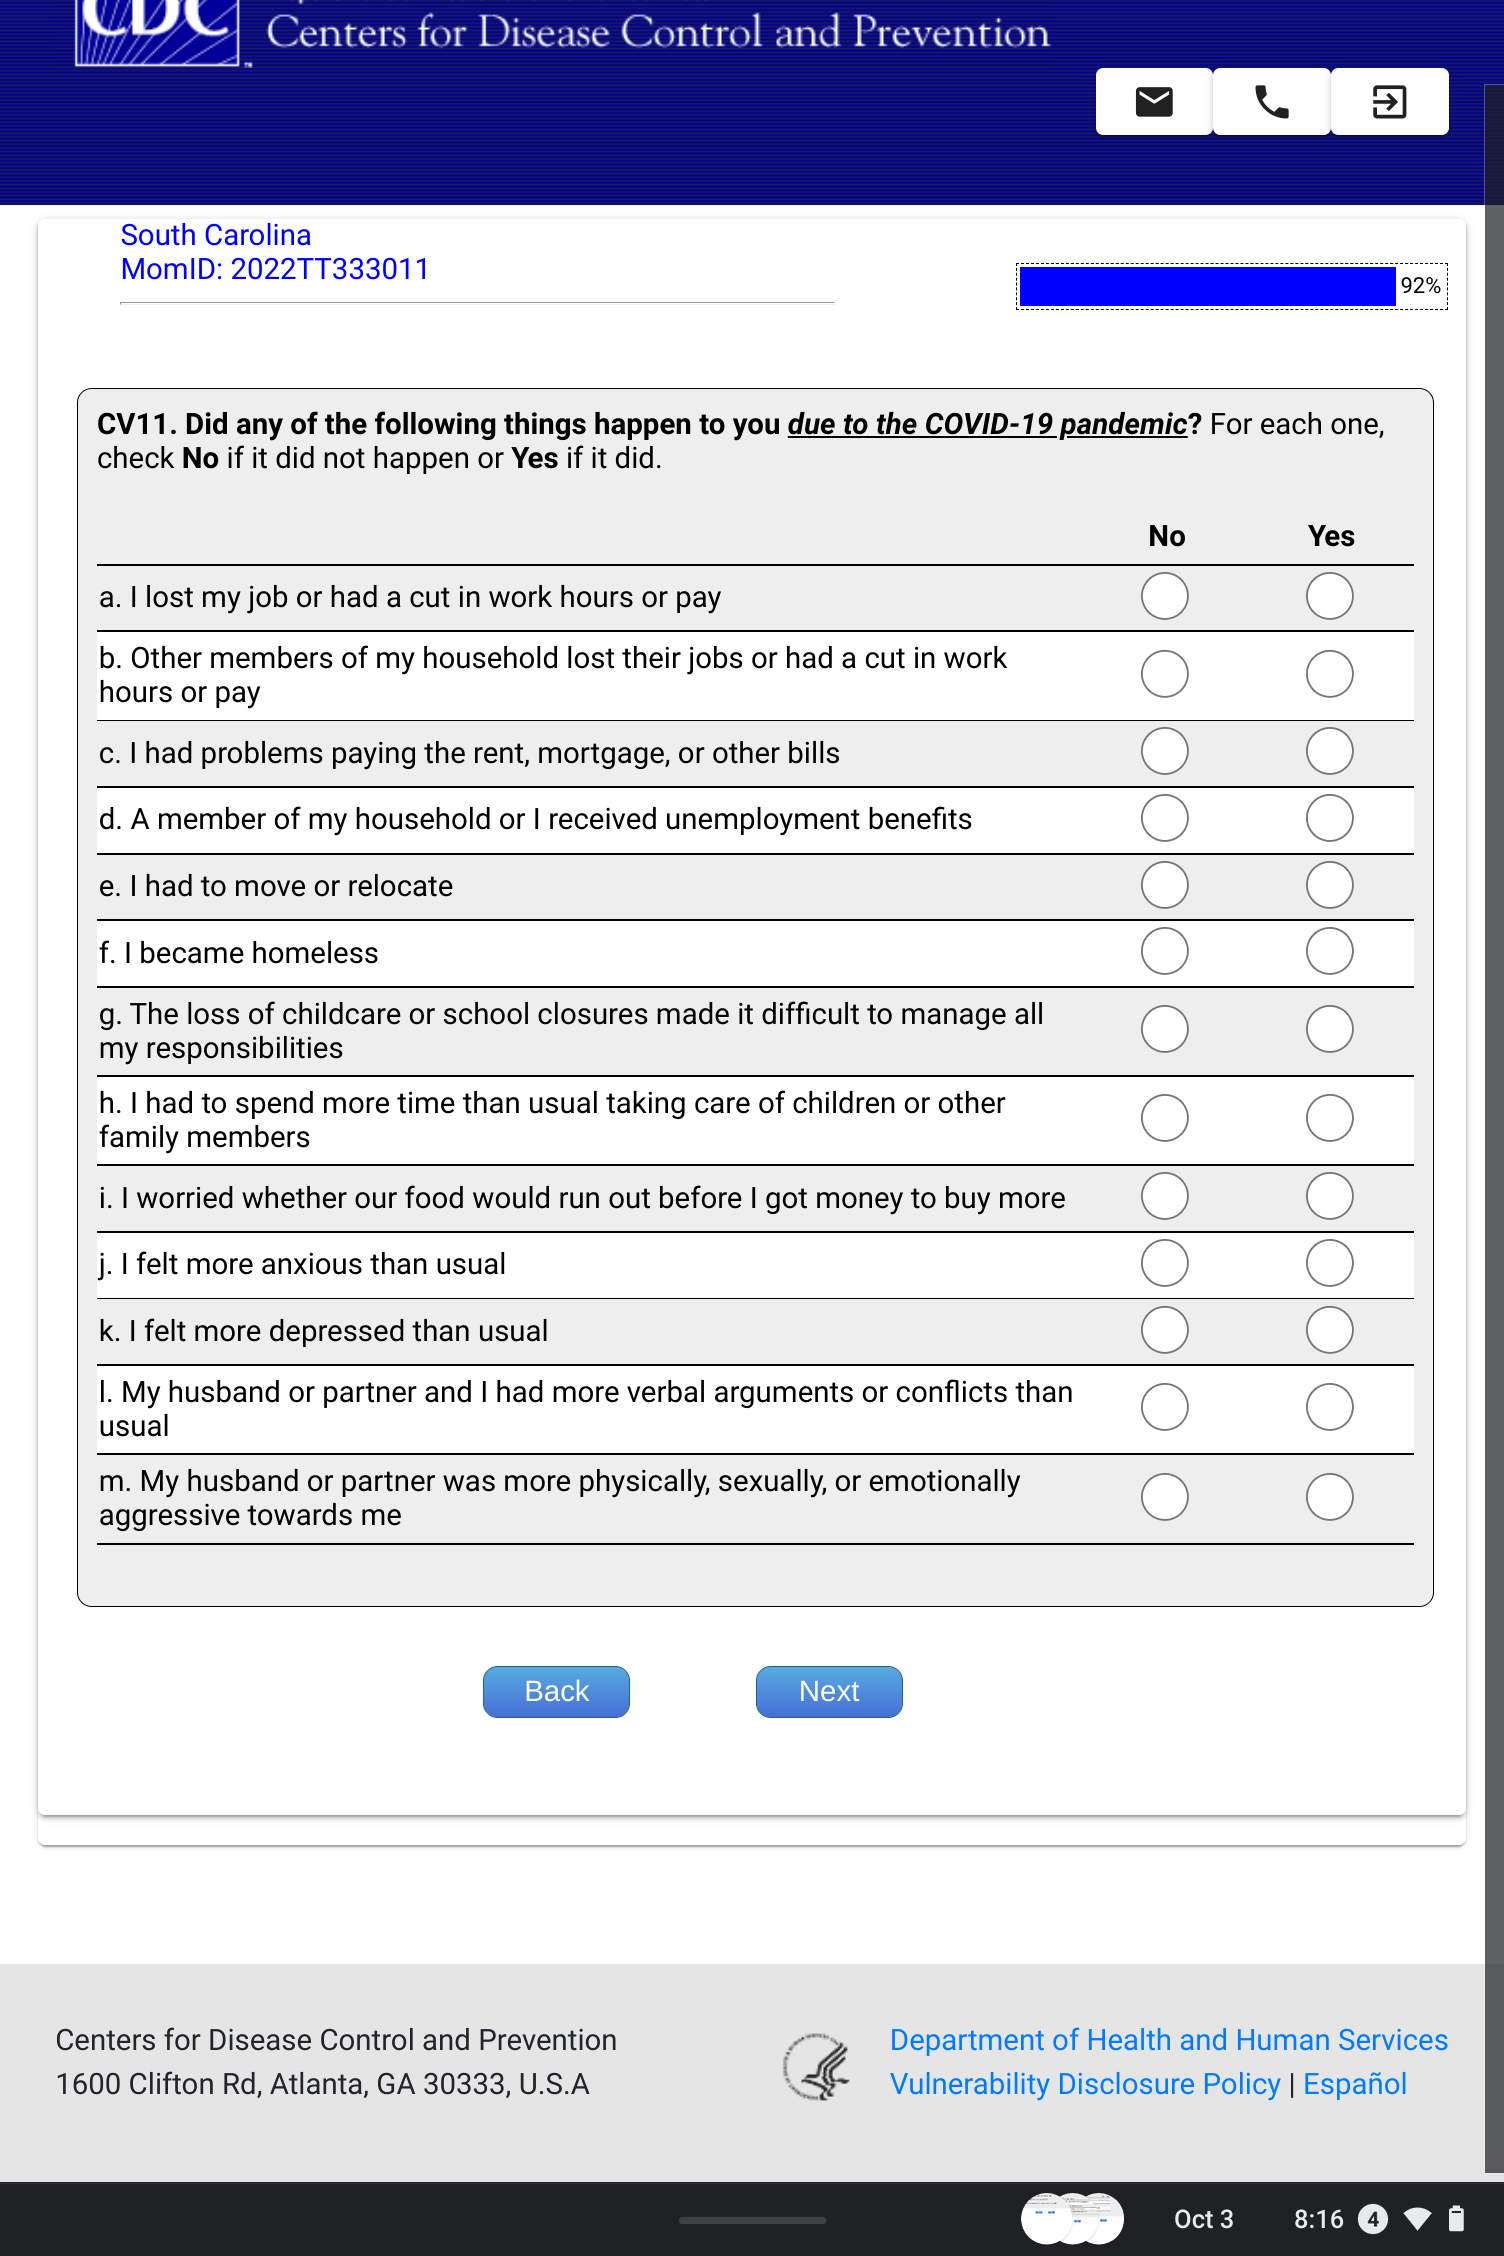 CDC
Centers for Disease Control and Prevention
TM
South Carolina
MomID: 2022TT333011
92%
CV11. Did any of the following things happen to you due to the COVID-19 pandemic? For each one,
check No if it did not happen or Yes if it did.
No Yes
a. I lost my job or had a cut in work hours or pay
b. Other members of my household lost their jobs or had a cut in work
hours or pay
c. I had problems paying the rent, mortgage, or other bills
d. A member of my household or I received unemployment benefits
e. I had to move or relocate
f. I became homeless
g. The loss of childcare or school closures made it difficult to manage all
my responsibilities
h. I had to spend more time than usual taking care of children or other
family members
i. I worried whether our food would run out before I got money to buy more
j. I felt more anxious than usual
k. I felt more depressed than usual
l. My husband or partner and I had more verbal arguments or conflicts than
usual
m. My husband or partner was more physically, sexually, or emotionally
aggressive towards me
Back Next
Centers for Disease Control and Prevention
1600 Clifton Rd, Atlanta, GA 30333, U.S.A
Department of Health and Human Services
Vulnerability Disclosure Policy | Español
Oct 3 8:16 4